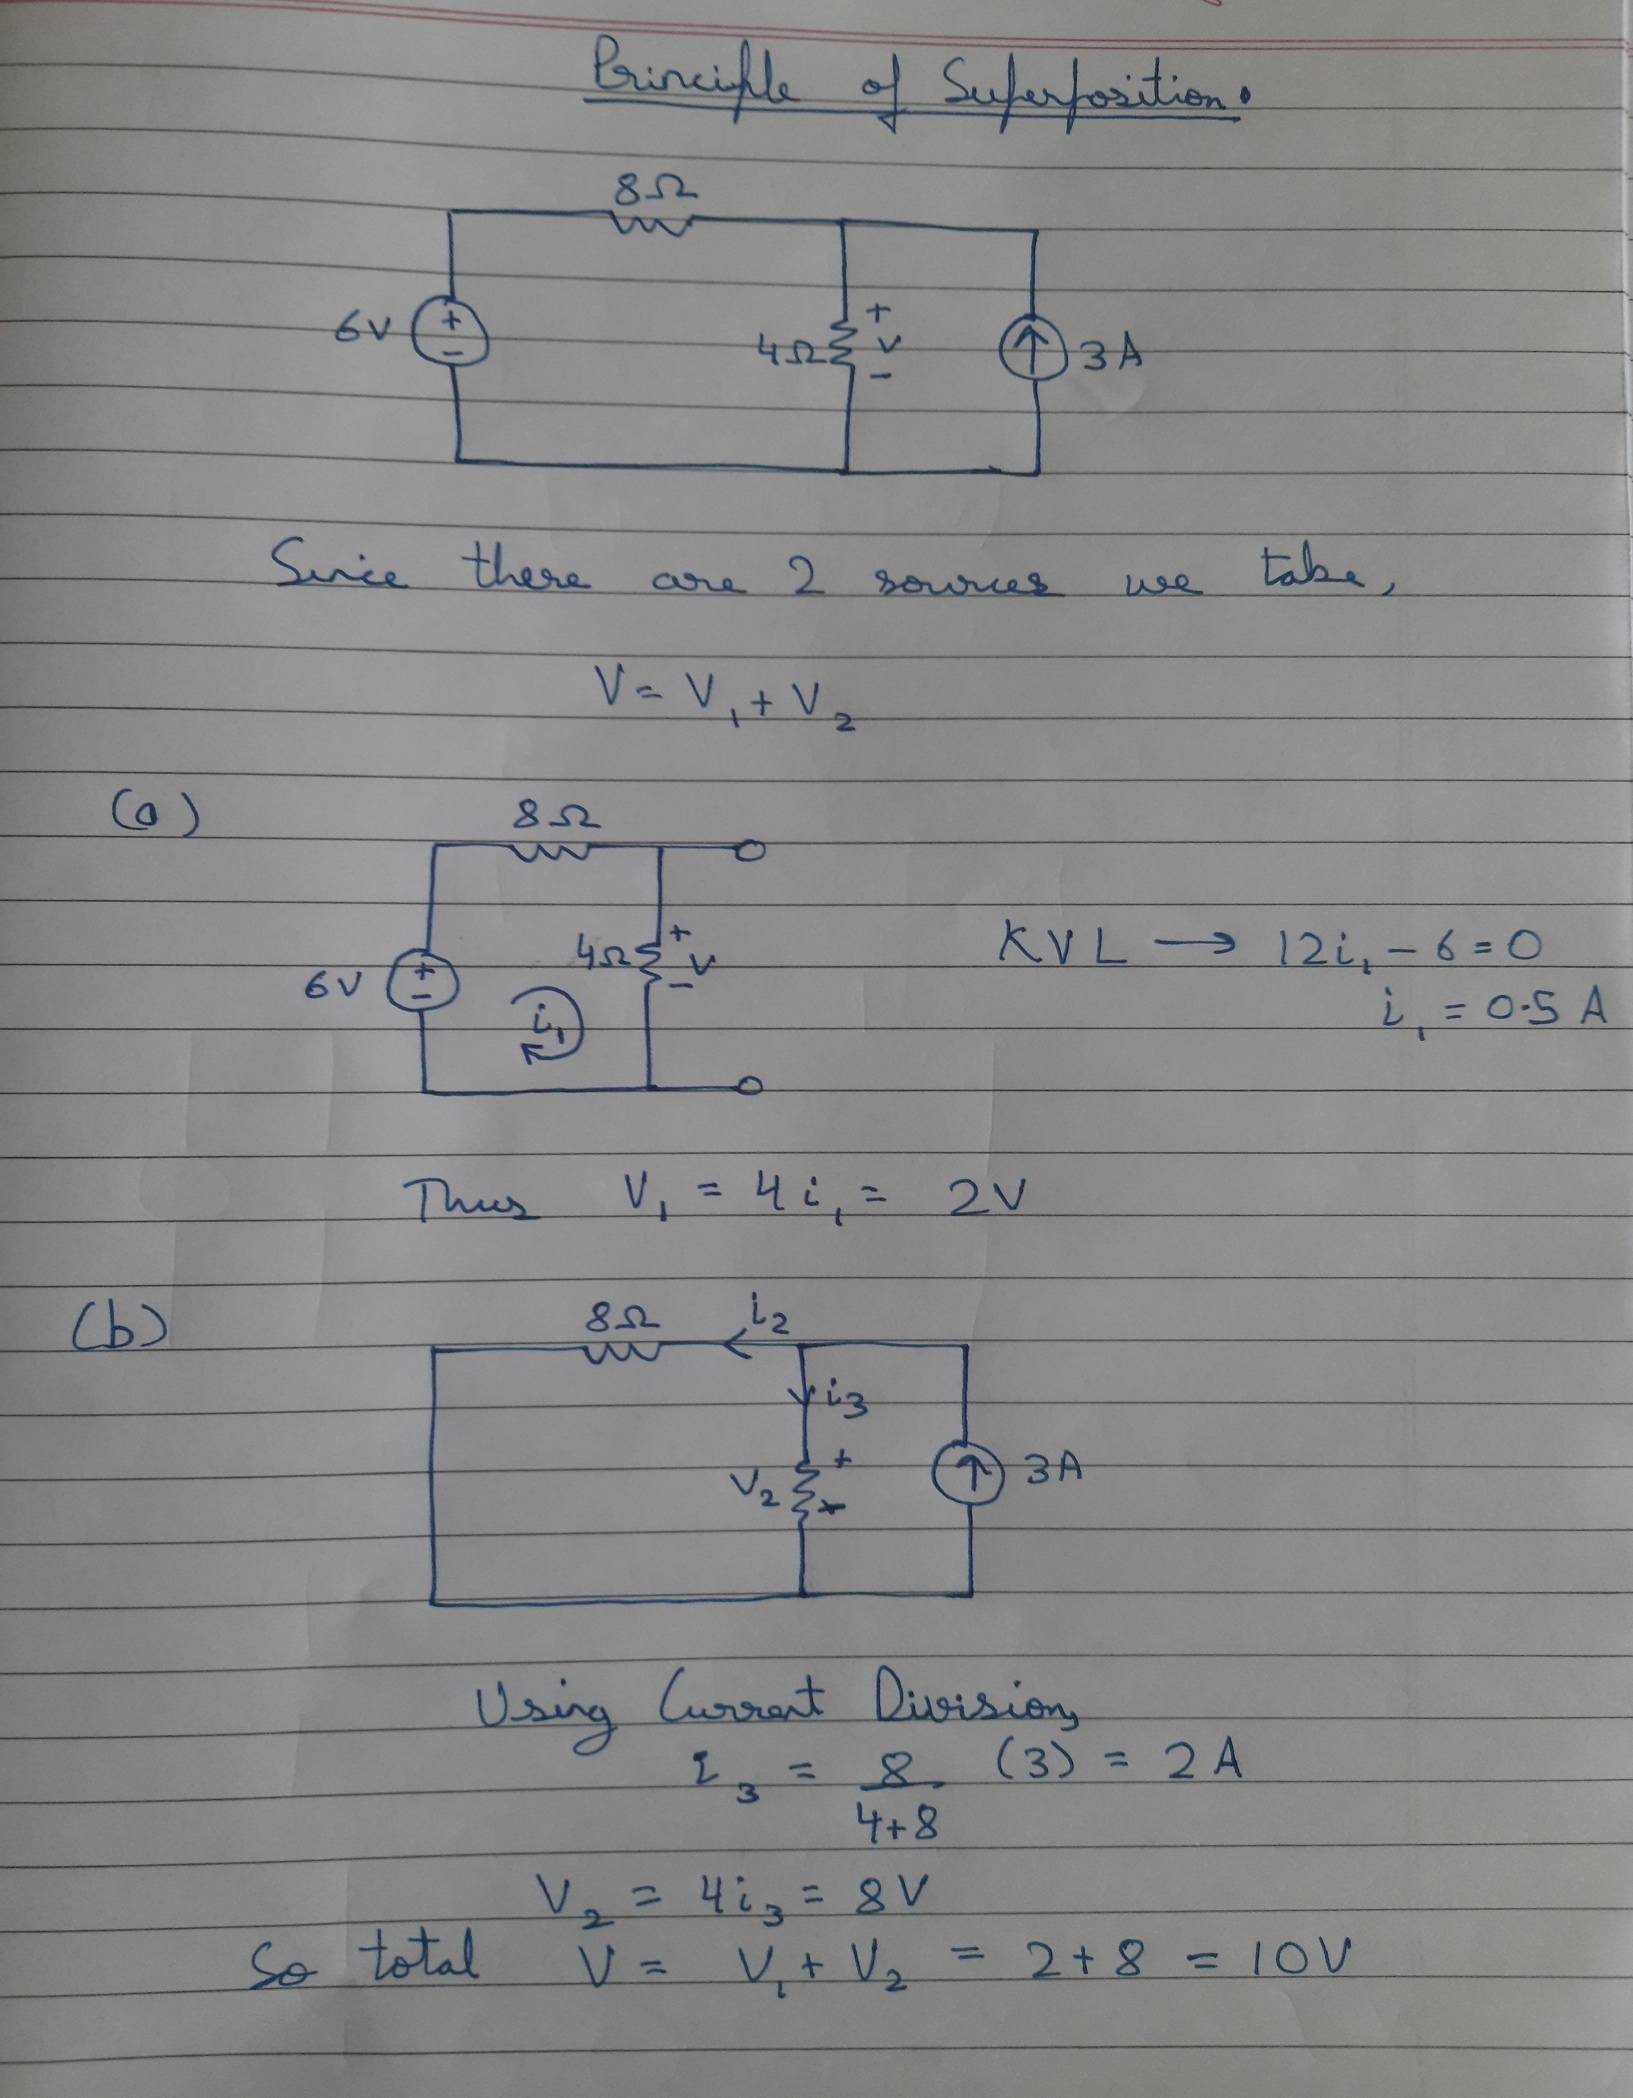 Principle of Superposition.
8Ω
6V + - 4Ω + V - 3A
Since there are 2 sources we take,
V = V₁ + V₂
(a)
8Ω
6V + - 4Ω + V - i₁
KVL → 12i₁ - 6 = 0
i₁ = 0.5 A
Thus V₁ = 4i₁ = 2V
(b)
8Ω i₂
i₃
V₂ + 3A
Using Current Division,
i₃ = 8/(4+8) (3) = 2A
V₂ = 4i₃ = 8V
So total V = V₁ + V₂ = 2+8 = 10V